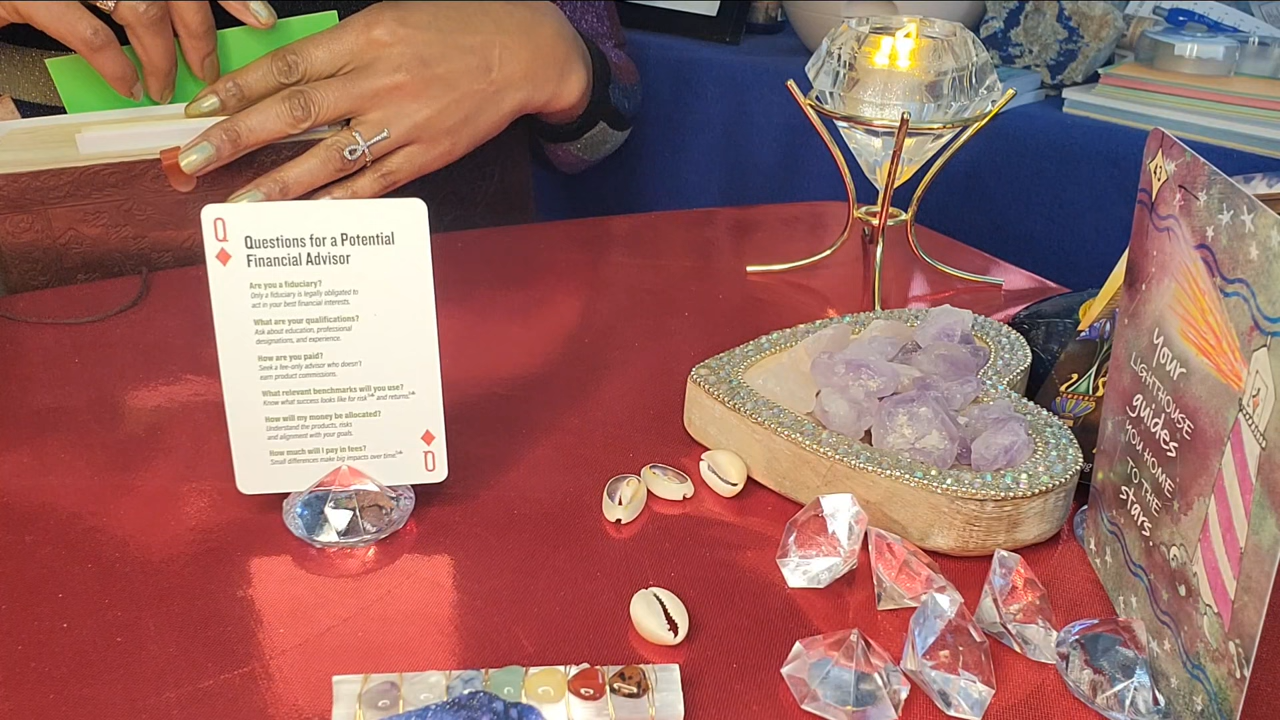 Q
Questions for a Potential
Financial Advisor
Are you a fiduciary?
Only a fiduciary is legally obligated to
act in your best financial interests.
What are your qualifications?
Ask about education, professional
designations, and experience.
How are you paid?
Seek a fee-only advisor who doesn't
earn product commissions.
What relevant benchmarks will you use?
Know what success looks like for risk and returns.
How will my money be allocated?
Understand the products, risks
and alignment with your goals.
How much will I pay in fees?
Small differences make big impacts over time.
Q
43
Your
LIGHTHOUSE
guides
YOU HOME
TO THE
stars.